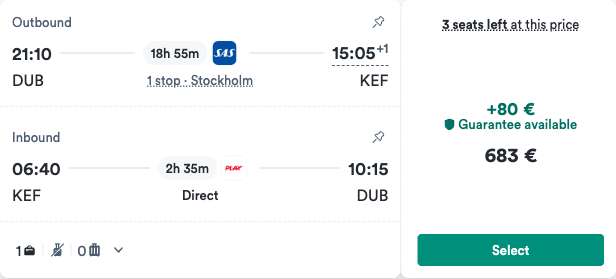 Outbound
21:10 18h 55m SAS 15:05+1
DUB 1 stop · Stockholm KEF
Inbound
06:40 2h 35m PLAY 10:15
KEF Direct DUB
1 0
3 seats left at this price
+80 €
Guarantee available
683 €
Select